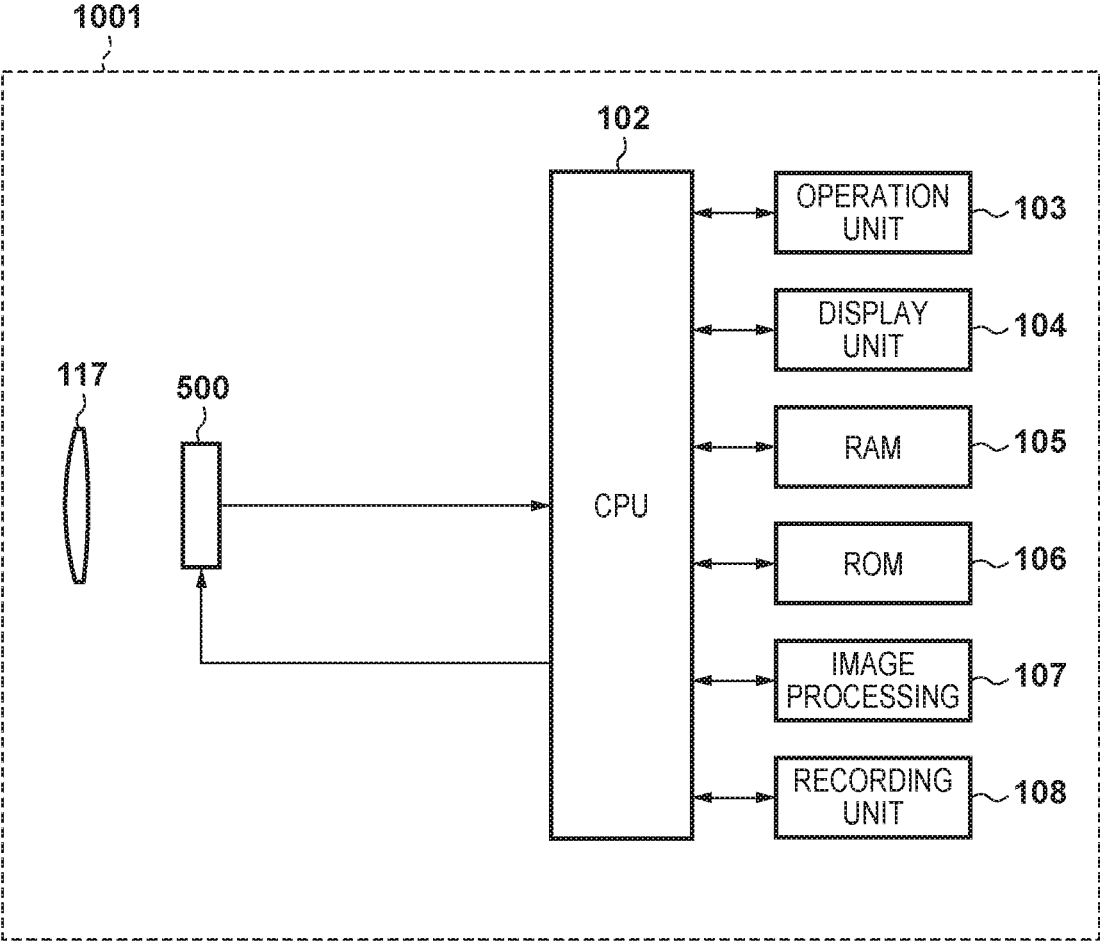 1001
102
OPERATION
UNIT
103
DISPLAY
UNIT
104
117
500
RAM
105
CPU
ROM
106
IMAGE
PROCESSING
107
RECORDING
UNIT
108